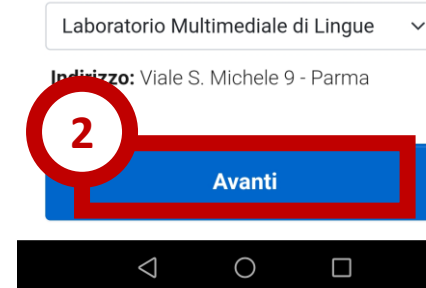 Laboratorio Multimediale di Lingue
Indirizzo: Viale S. Michele 9 - Parma
2
Avanti